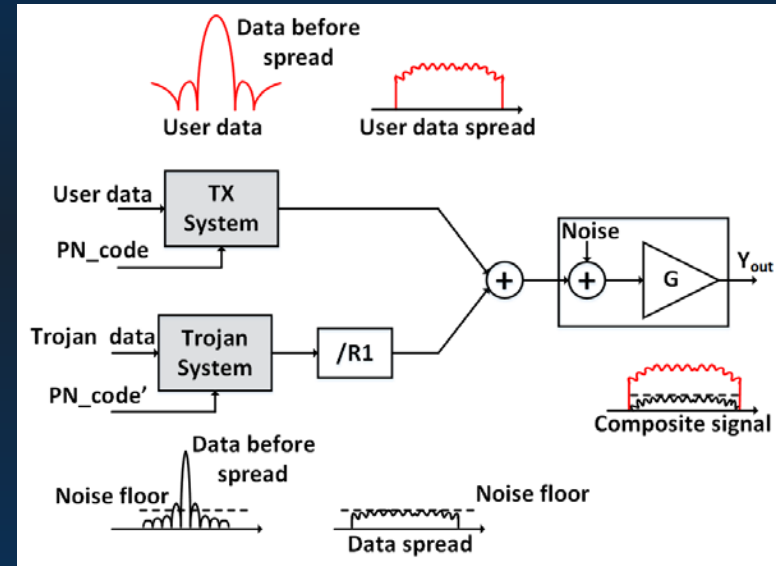 Data before
spread
User data
User data spread
User data
TX
System
PN_code
Noise
G
Yout
+
+
Trojan data
Trojan
System
/R1
PN_code’
Composite signal
Data before
spread
Noise floor
Noise floor
Data spread